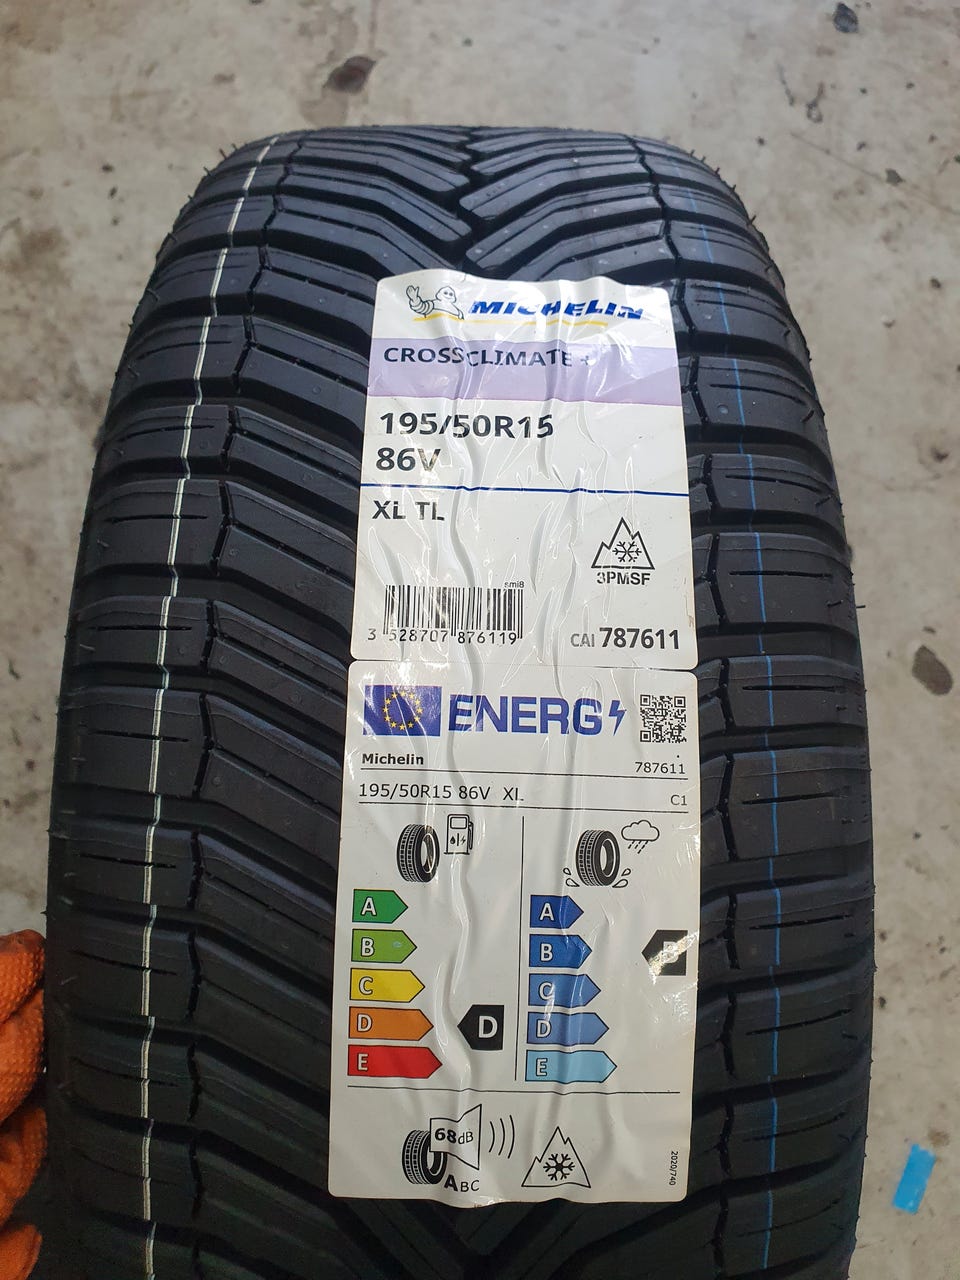 MICHELIN
CROSSCLIMATE +
195/50R15
86V
XL TL
3PMSF
smi8
3 528707 876119
CAI 787611
ENERG
Michelin
787611
195/50R15 86V XL
C1
A
A
B
B
B
C
C
D
D
D
E
E
68dB
ABC
2020/740